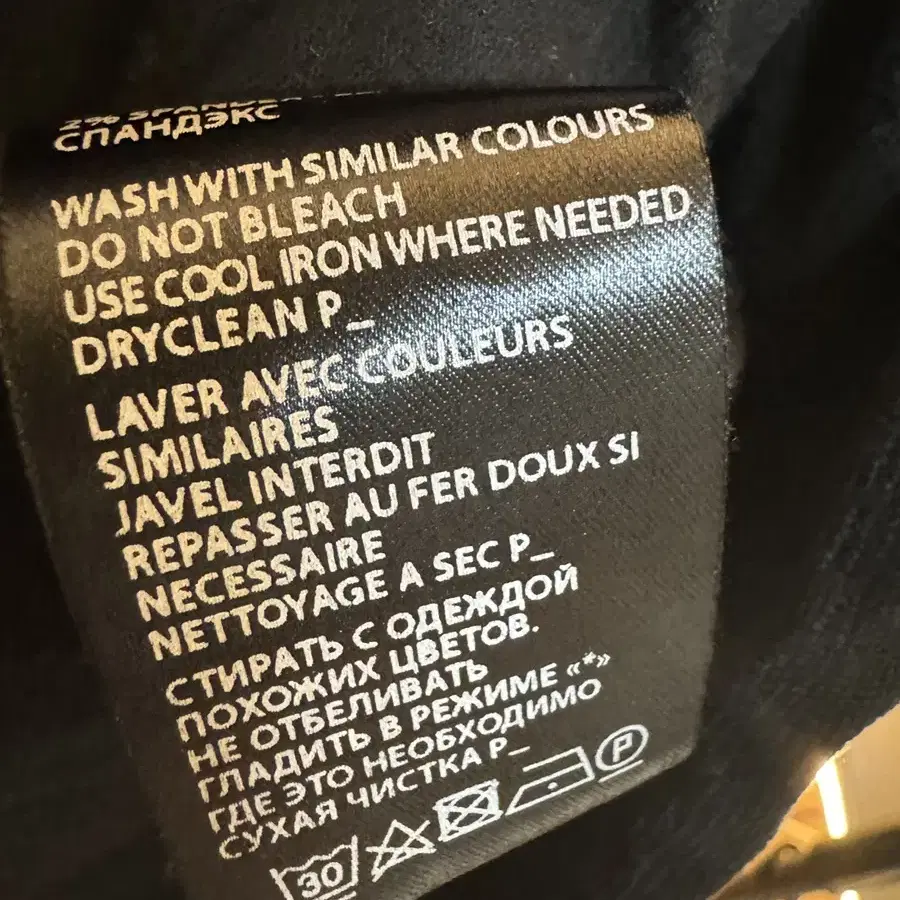 СПАНДЭКС
WASH WITH SIMILAR COLOURS
DO NOT BLEACH
USE COOL IRON WHERE NEEDED
DRYCLEAN P_
LAVER AVEC COULEURS
SIMILAIRES
JAVEL INTERDIT
REPASSER AU FER DOUX SI
NECESSAIRE
NETTOYAGE A SEC P_
СТИРАТЬ С ОДЕЖДОЙ
ПОХОЖИХ ЦВЕТОВ.
НЕ ОТБЕЛИВАТЬ
ГЛАДИТЬ В РЕЖИМЕ «*»
ГДЕ ЭТО НЕОБХОДИМО
СУХАЯ ЧИСТКА P_
30 P